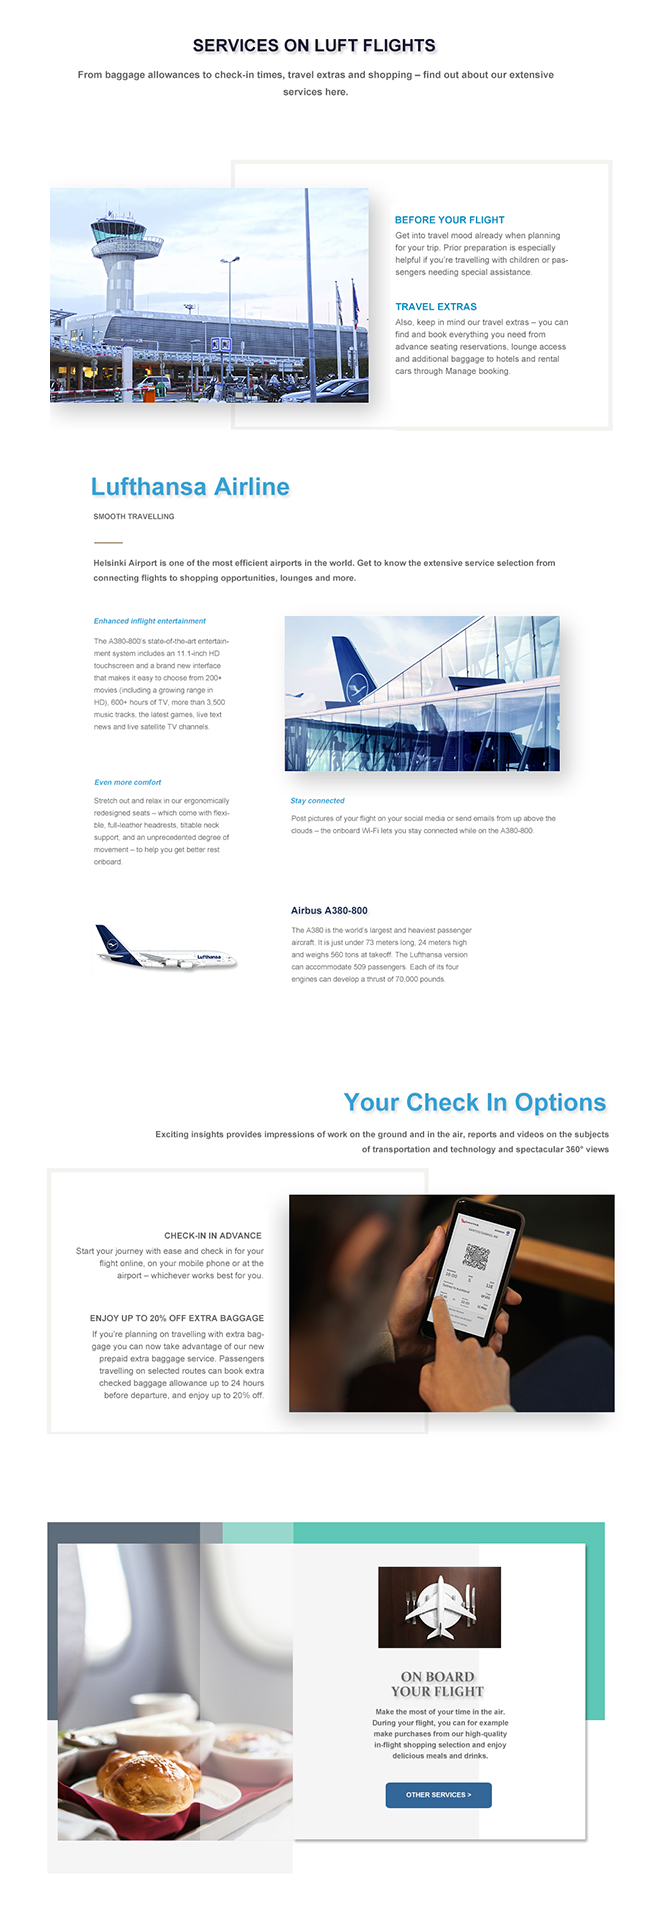 SERVICES ON LUFT FLIGHTS
From baggage allowances to check-in times, travel extras and shopping – find out about our extensive
services here.
BEFORE YOUR FLIGHT
Get into travel mood already when planning
for your trip. Prior preparation is especially
helpful if you're travelling with children or pas-
sengers needing special assistance.
TRAVEL EXTRAS
Also, keep in mind our travel extras – you can
find and book everything you need from
advance seating reservations, lounge access
and additional baggage to hotels and rental
cars through Manage booking.
Lufthansa Airline
SMOOTH TRAVELLING
Helsinki Airport is one of the most efficient airports in the world. Get to know the extensive service selection from
connecting flights to shopping opportunities, lounges and more.
Enhanced inflight entertainment
The A380-800's state-of-the-art entertain-
ment system includes an 11.1-inch HD
touchscreen and a brand new interface
that makes it easy to choose from 200+
movies (including a growing range in
HD), 600+ hours of TV, more than 3,500
music tracks, the latest games, live text
news and live satellite TV channels.
Even more comfort
Stretch out and relax in our ergonomically
redesigned seats – which come with flexi-
ble, full-leather headrests, tiltable neck
support, and an unprecedented degree of
movement – to help you get better rest
onboard.
Stay connected
Post pictures of your flight on your social media or send emails from up above the
clouds – the onboard Wi-Fi lets you stay connected while on the A380-800.
Lufthansa
Airbus A380-800
The A380 is the world's largest and heaviest passenger
aircraft. It is just under 73 meters long, 24 meters high
and weighs 560 tons at takeoff. The Lufthansa version
can accommodate 509 passengers. Each of its four
engines can develop a thrust of 70,000 pounds.
Your Check In Options
Exciting insights provides impressions of work on the ground and in the air, reports and videos on the subjects
of transportation and technology and spectacular 360° views
CHECK-IN IN ADVANCE
Start your journey with ease and check in for your
flight online, on your mobile phone or at the
airport – whichever works best for you.
ENJOY UP TO 20% OFF EXTRA BAGGAGE
If you're planning on travelling with extra bag-
gage you can now take advantage of our new
prepaid extra baggage service. Passengers
travelling on selected routes can book extra
checked baggage allowance up to 24 hours
before departure, and enjoy up to 20% off.
ON BOARD
YOUR FLIGHT
Make the most of your time in the air.
During your flight, you can for example
make purchases from our high-quality
in-flight shopping selection and enjoy
delicious meals and drinks.
OTHER SERVICES >